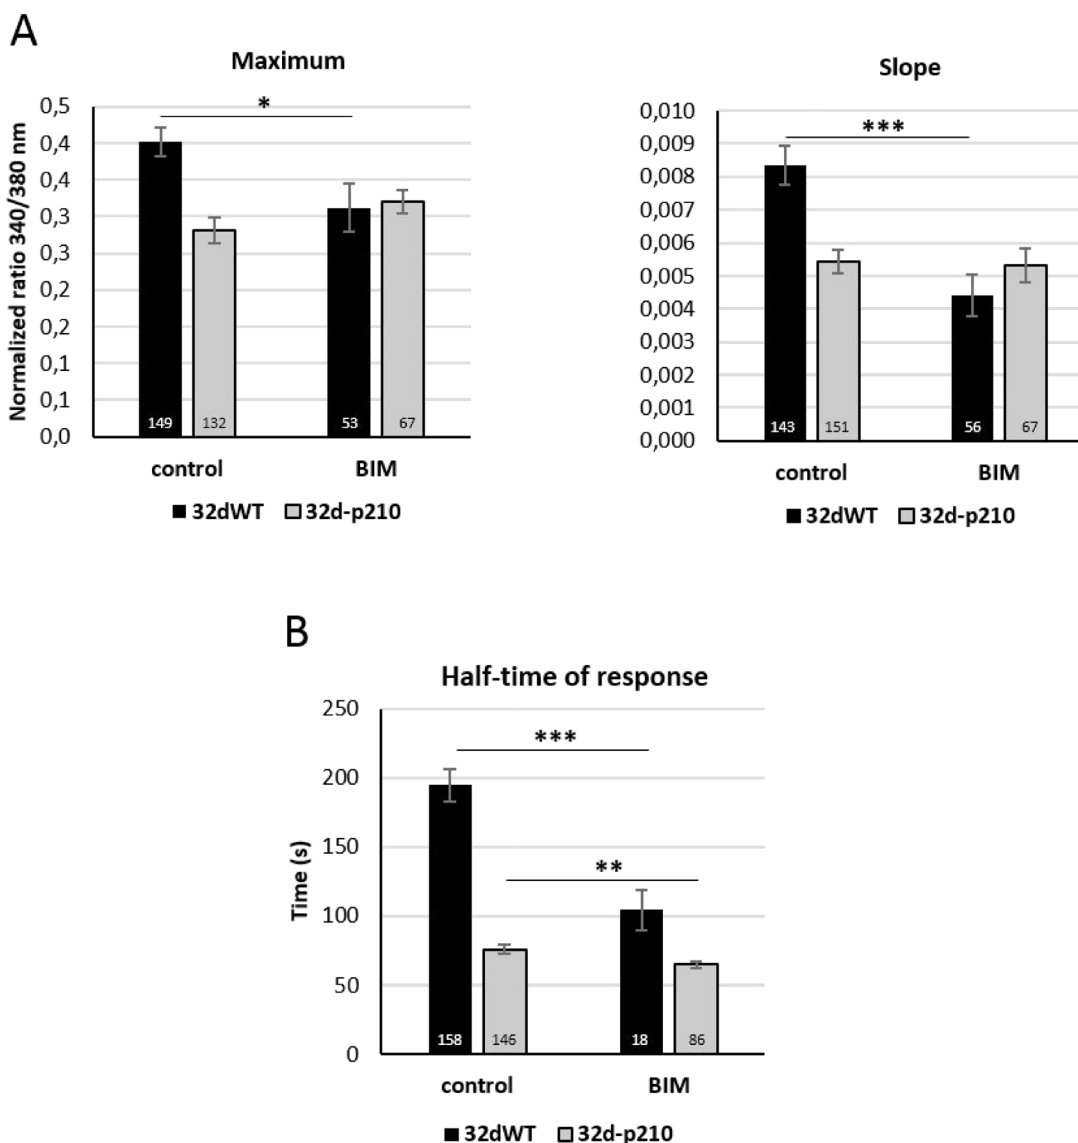 A
Maximum
*
Normalized ratio 340/380 nm
0,5
0,4
0,4
0,3
0,3
0,2
0,2
0,1
0,1
0,0
149
132
53
67
control
BIM
32dWT
32d-p210
Slope
***
0,010
0,009
0,008
0,007
0,006
0,005
0,004
0,003
0,002
0,001
0,000
143
151
56
67
control
BIM
32dWT
32d-p210
B
Half-time of response
***
**
Time (s)
250
200
150
100
50
0
158
146
18
86
control
BIM
32dWT
32d-p210